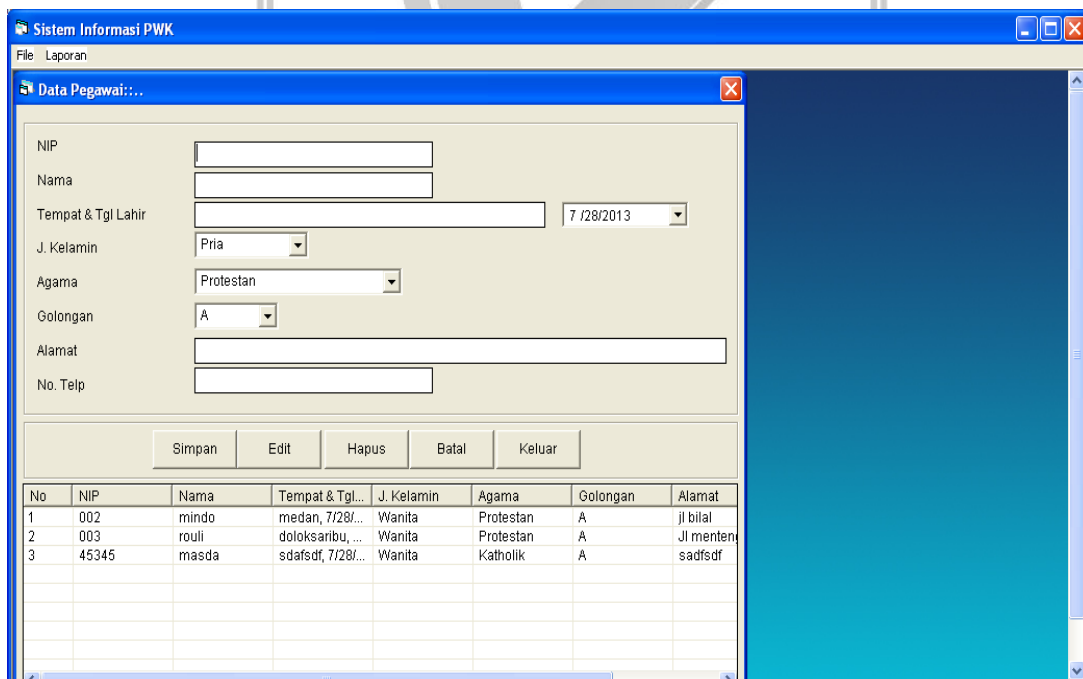 Sistem Informasi PWK
File Laporan
Data Pegawai::..
NIP
Nama
Tempat & Tgl Lahir 7 /28/2013
J. Kelamin Pria
Agama Protestan
Golongan A
Alamat
No. Telp
Simpan Edit Hapus Batal Keluar
No NIP Nama Tempat & Tgl... J. Kelamin Agama Golongan Alamat
1 002 mindo medan, 7/28/... Wanita Protestan A jl bilal
2 003 rouli doloksaribu, ... Wanita Protestan A Jl menteng
3 45345 masda sdafsdf, 7/28/... Wanita Katholik A sadfsdf